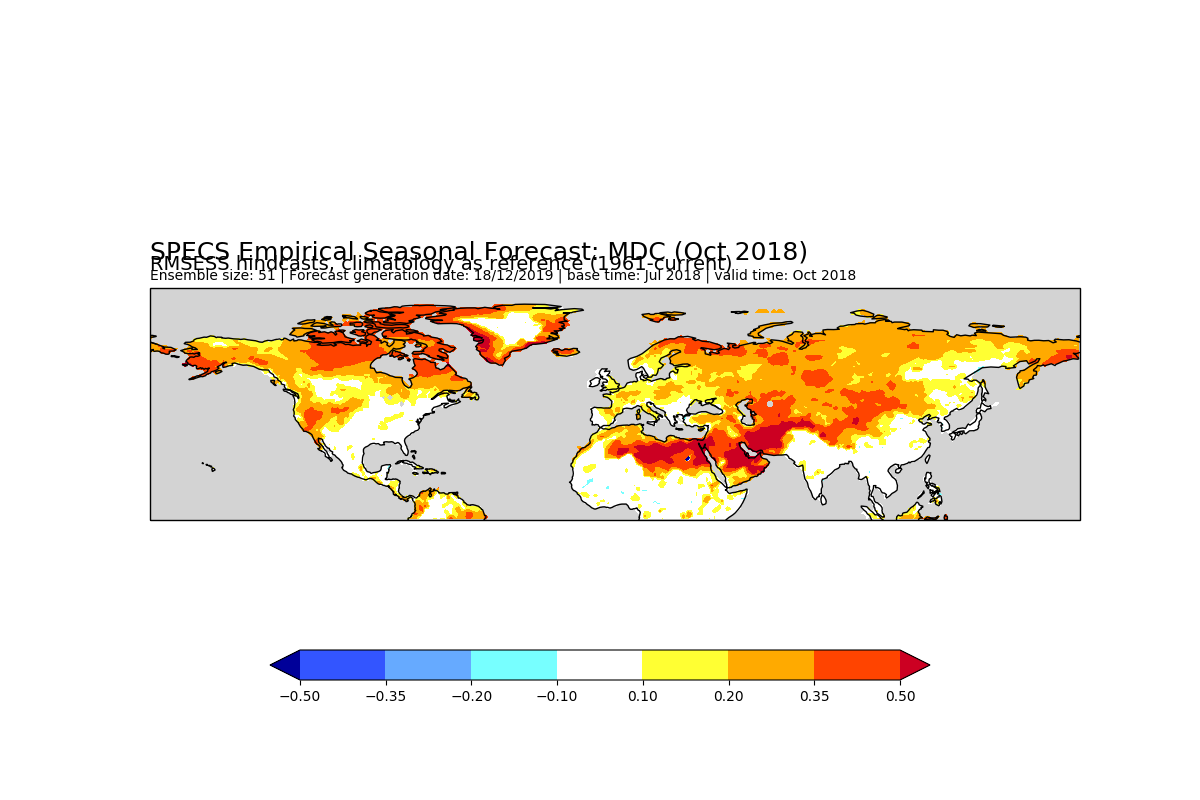 SPECS Empirical Seasonal Forecast: MDC (Oct 2018)
RMSESS hindcasts, climatology as reference (1961-current)
Ensemble size: 51 | Forecast generation date: 18/12/2019 | base time: Jul 2018 | valid time: Oct 2018
−0.50 −0.35 −0.20 −0.10 0.10 0.20 0.35 0.50